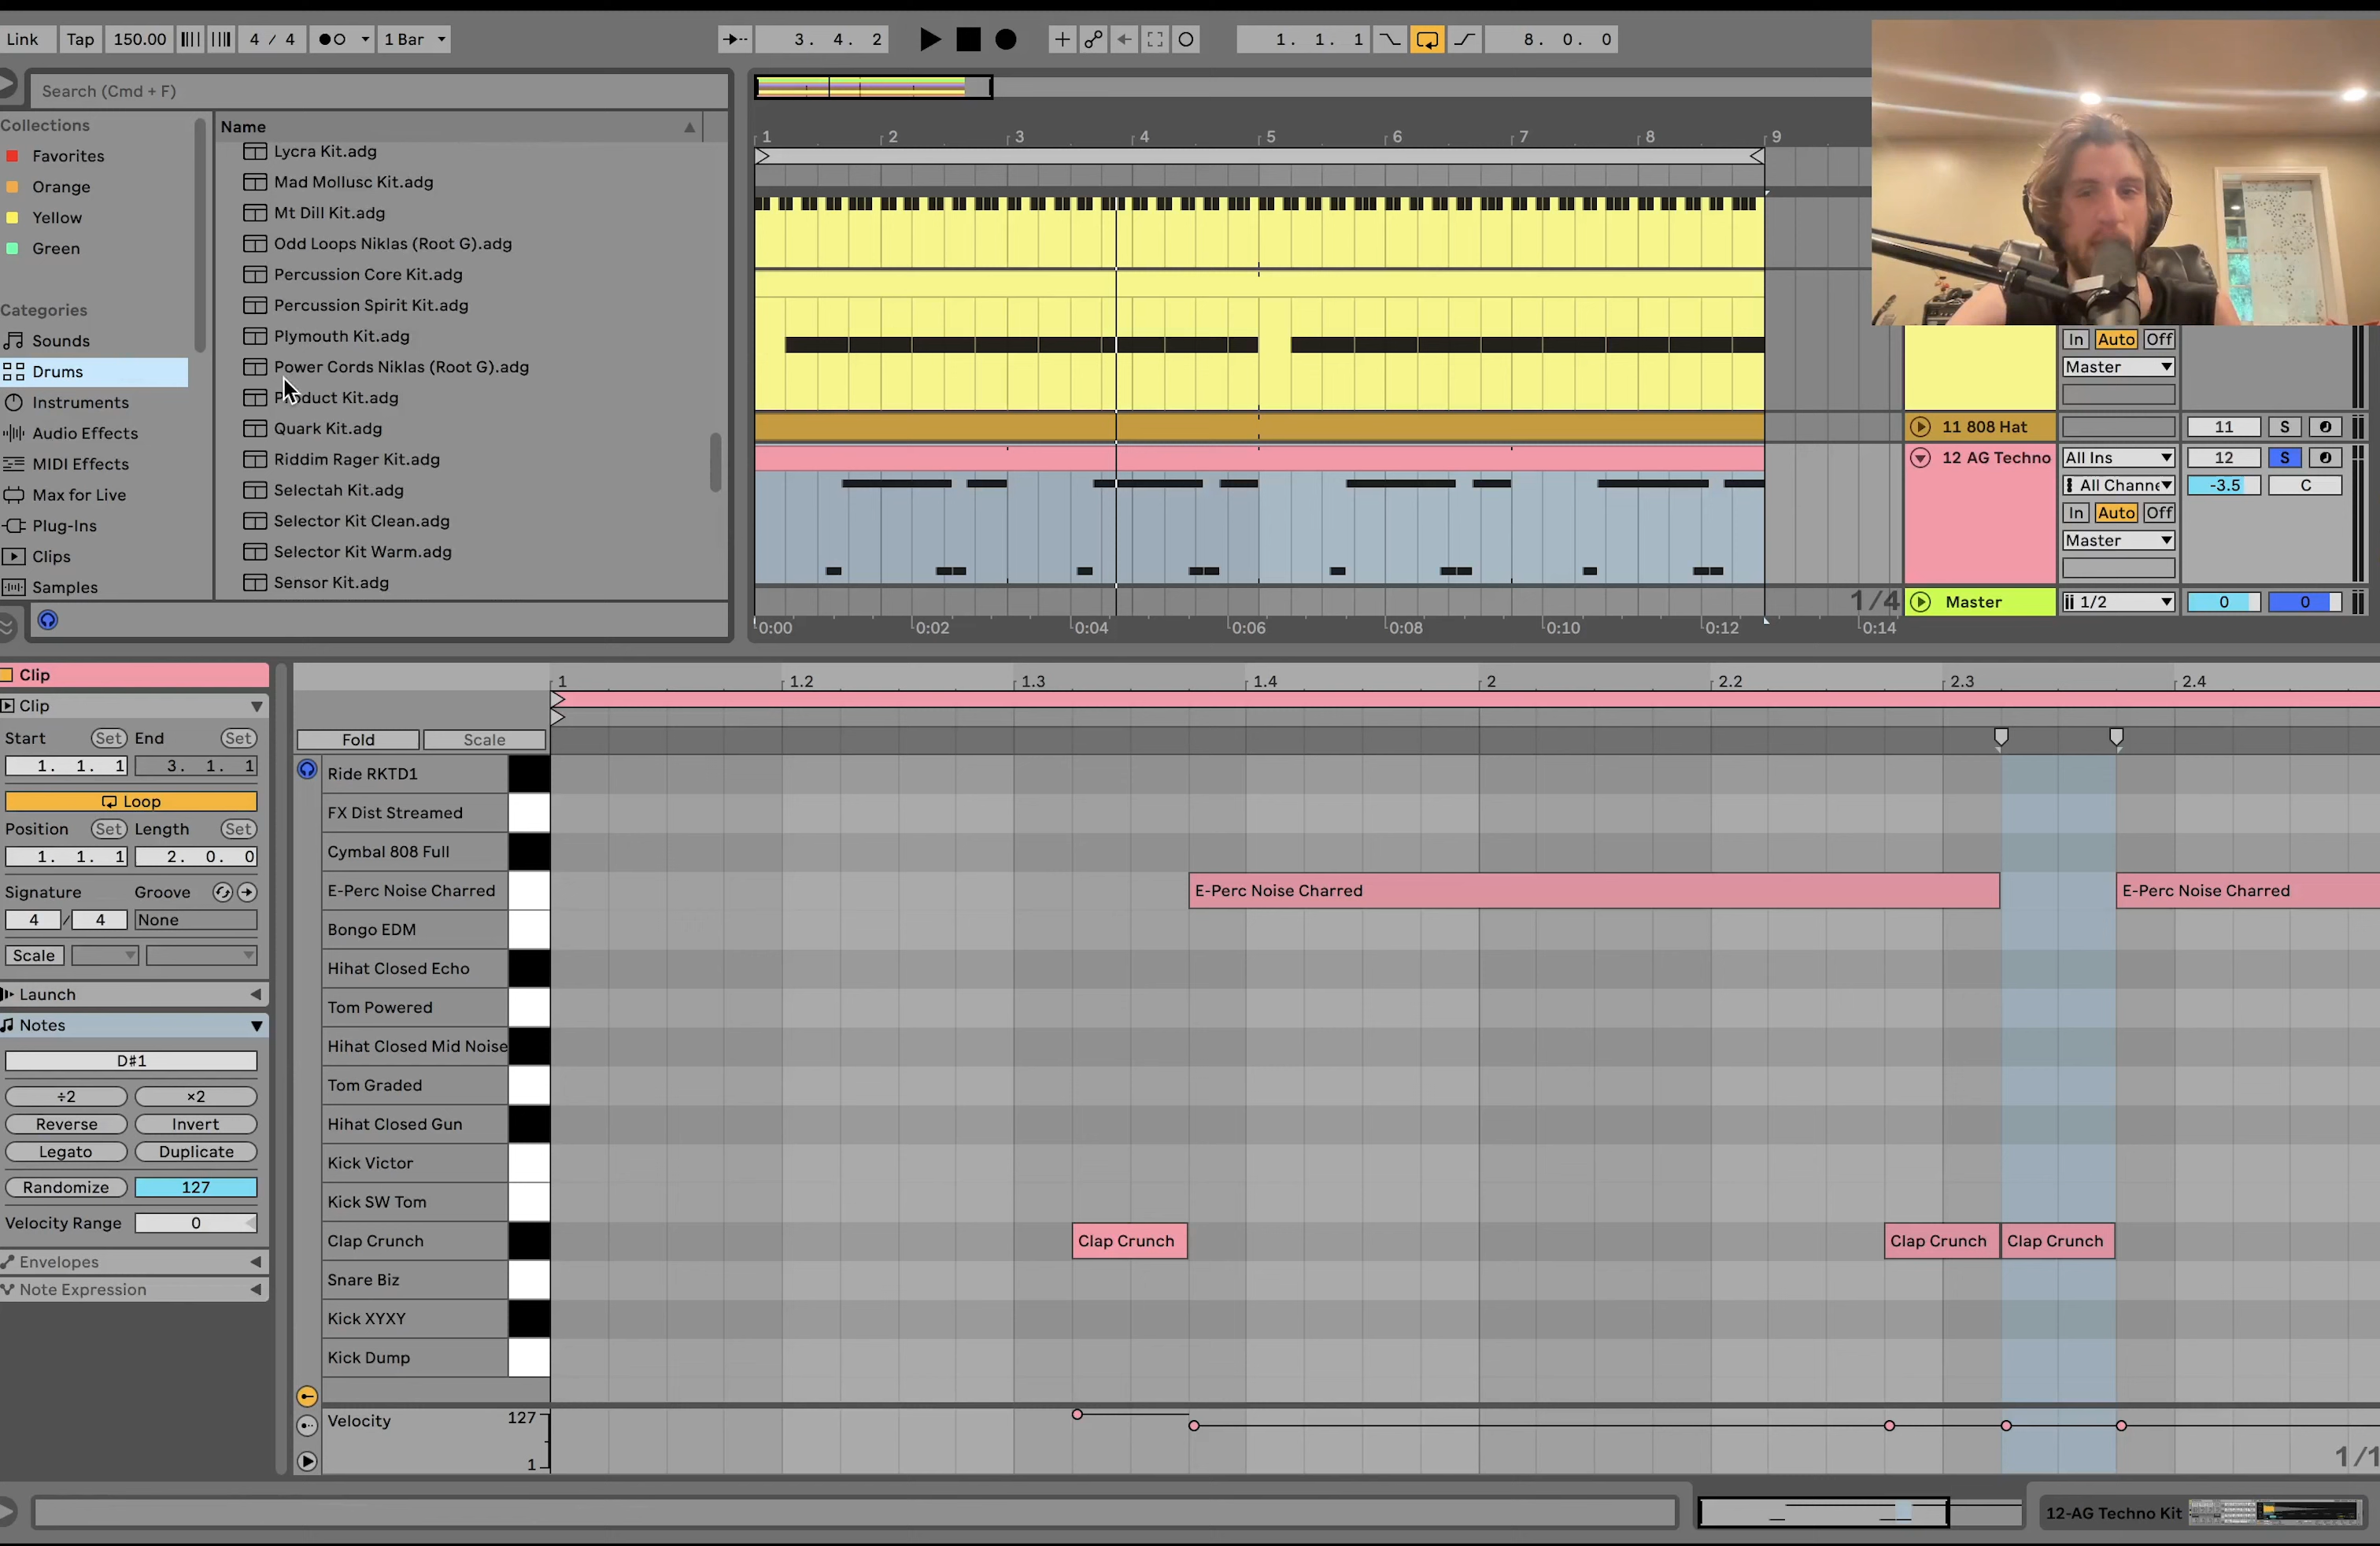 Link Tap 150.00 4 / 4 1 Bar 3. 4. 2 1. 1. 1 8. 0. 0
Search (Cmd + F)
Collections
Favorites
Orange
Yellow
Green
Categories
Sounds
Drums
Instruments
Audio Effects
MIDI Effects
Max for Live
Plug-Ins
Clips
Samples
Name
Lycra Kit.adg
Mad Mollusc Kit.adg
Mt Dill Kit.adg
Odd Loops Niklas (Root G).adg
Percussion Core Kit.adg
Percussion Spirit Kit.adg
Plymouth Kit.adg
Power Cords Niklas (Root G).adg
Product Kit.adg
Quark Kit.adg
Riddim Rager Kit.adg
Selectah Kit.adg
Selector Kit Clean.adg
Selector Kit Warm.adg
Sensor Kit.adg
1 2 3 4 5 6 7 8 9
In Auto Off
Master
11 808 Hat 11 S
12 AG Techno All Ins 12 S
All Channe -3.5 C
In Auto Off
Master
1/4 Master 1/2 0 0
0:00 0:02 0:04 0:06 0:08 0:10 0:12 0:14
Clip
Clip
Start Set End Set
1. 1. 1 3. 1. 1
Loop
Position Set Length Set
1. 1. 1 2. 0. 0
Signature Groove
4 / 4 None
Scale
Launch
Notes
D#1
÷2 ×2
Reverse Invert
Legato Duplicate
Randomize 127
Velocity Range 0
Envelopes
Note Expression
1 1.2 1.3 1.4 2 2.2 2.3 2.4
Fold Scale
Ride RKTD1
FX Dist Streamed
Cymbal 808 Full
E-Perc Noise Charred E-Perc Noise Charred E-Perc Noise Charred
Bongo EDM
Hihat Closed Echo
Tom Powered
Hihat Closed Mid Noise
Tom Graded
Hihat Closed Gun
Kick Victor
Kick SW Tom
Clap Crunch Clap Crunch Clap Crunch Clap Crunch
Snare Biz
Kick XYXY
Kick Dump
Velocity 127
1
12-AG Techno Kit